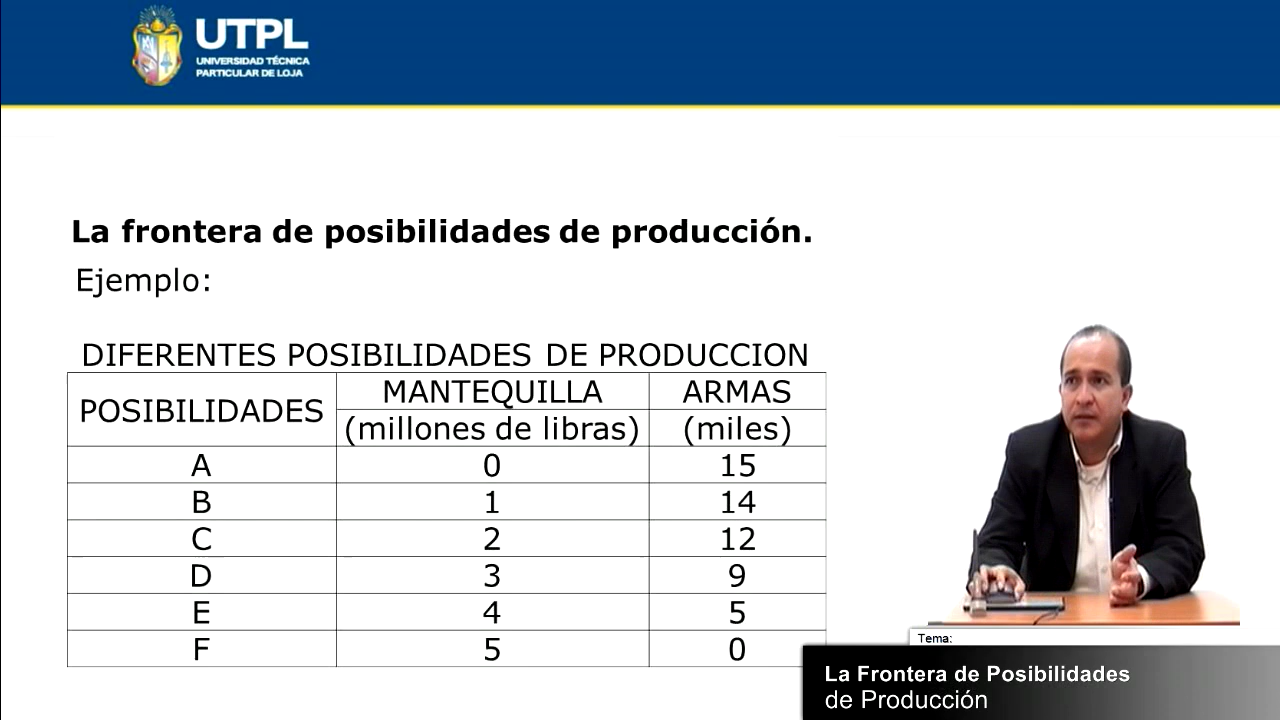 UTPL
UNIVERSIDAD TÉCNICA
PARTICULAR DE LOJA
La frontera de posibilidades de producción.
Ejemplo:
DIFERENTES POSIBILIDADES DE PRODUCCION
POSIBILIDADES MANTEQUILLA ARMAS
(millones de libras) (miles)
A 0 15
B 1 14
C 2 12
D 3 9
E 4 5
F 5 0
Tema:
La Frontera de Posibilidades
de Producción